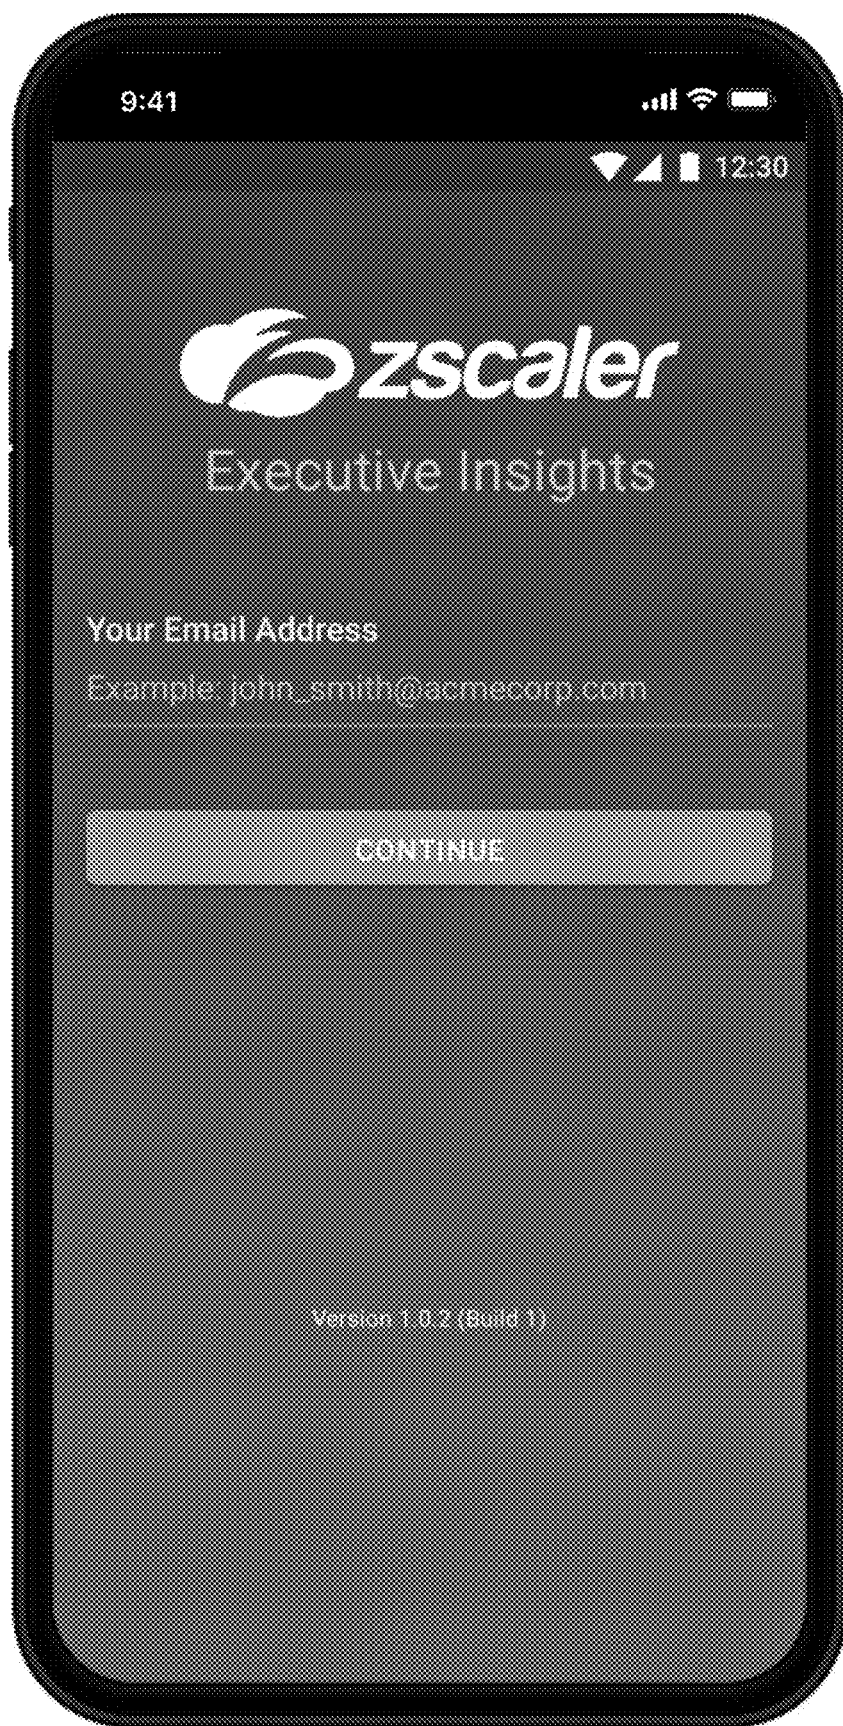 9:41
12:30
zscaler
Executive Insights
Your Email Address
Example: john_smith@acmecorp.com
CONTINUE
Version 1.0.2 (Build 1)